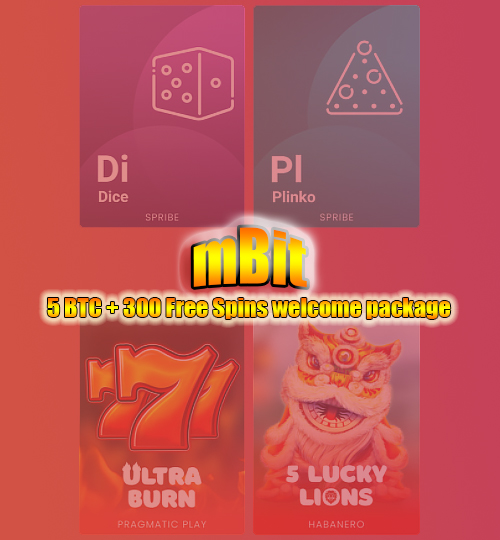 Di
Dice
SPRIBE
Pl
Plinko
SPRIBE
mBit
5 BTC + 300 Free Spins welcome package
777
ULTRA
BURN
PRAGMATIC PLAY
5 LUCKY
LIONS
HABANERO